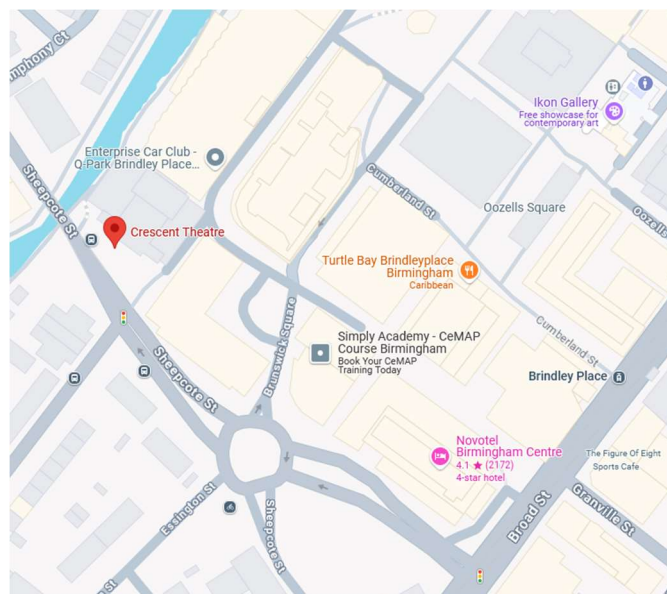 mphony Ct
Ikon Gallery
Free showcase for
contemporary art
Enterprise Car Club -
Q-Park Brindley Place...
Cumberland St
Sheepcote St
Oozells Square
Oozells
Crescent Theatre
Turtle Bay Brindleyplace
Birmingham
Caribbean
Brunswick Square
Simply Academy - CeMAP
Course Birmingham
Book Your CeMAP
Training Today
Cumberland St
Sheepcote St
Brindley Place
Novotel
Birmingham Centre
4.1 ★ (2172)
4-star hotel
The Figure Of Eight
Sports Cafe
Essington St
Sheepcote St
Broad St
Granville St
n St